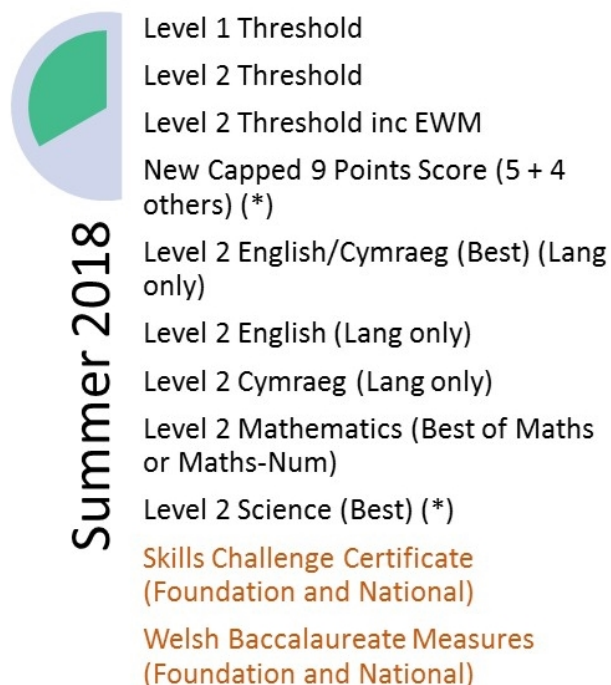 Summer 2018
Level 1 Threshold
Level 2 Threshold
Level 2 Threshold inc EWM
New Capped 9 Points Score (5 + 4
others) (*)
Level 2 English/Cymraeg (Best) (Lang
only)
Level 2 English (Lang only)
Level 2 Cymraeg (Lang only)
Level 2 Mathematics (Best of Maths
or Maths-Num)
Level 2 Science (Best) (*)
Skills Challenge Certificate
(Foundation and National)
Welsh Baccalaureate Measures
(Foundation and National)